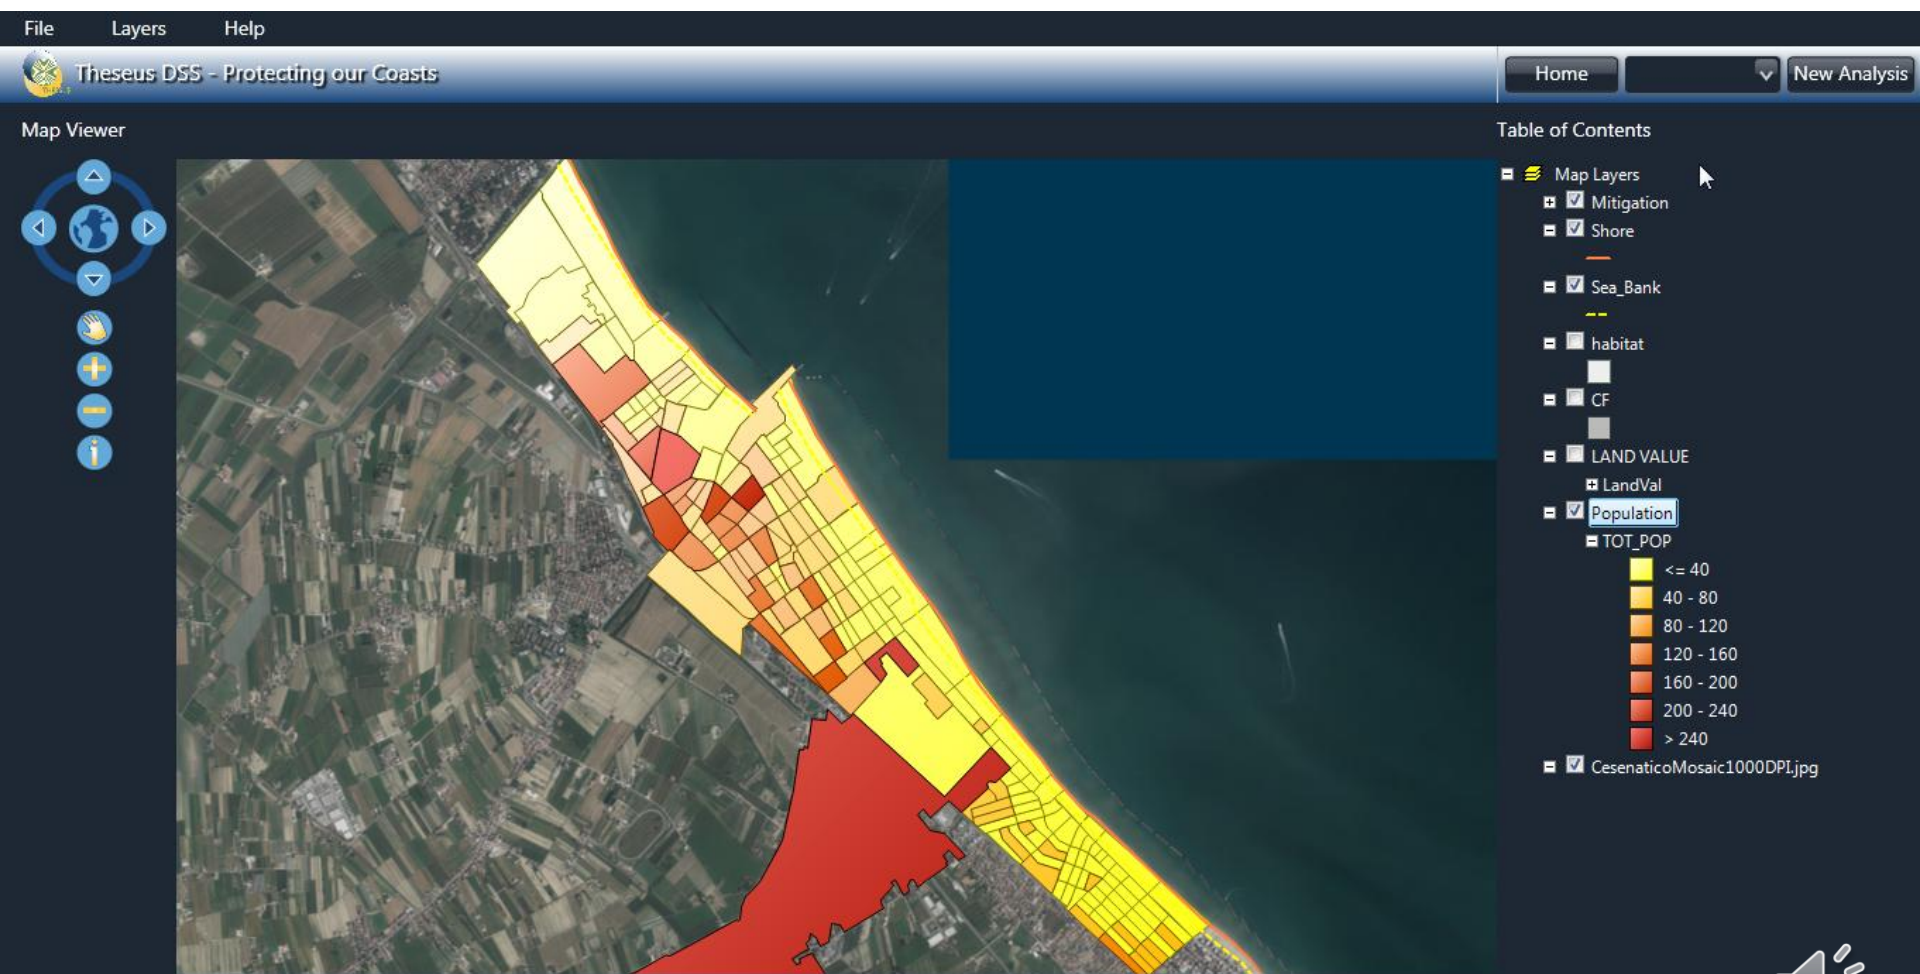 File Layers Help
Theseus DSS - Protecting our Coasts
Home New Analysis
Map Viewer
Table of Contents
Map Layers
Mitigation
Shore
Sea_Bank
habitat
CF
LAND VALUE
LandVal
Population
TOT_POP
<= 40
40 - 80
80 - 120
120 - 160
160 - 200
200 - 240
> 240
CesenaticoMosaic1000DPI.jpg